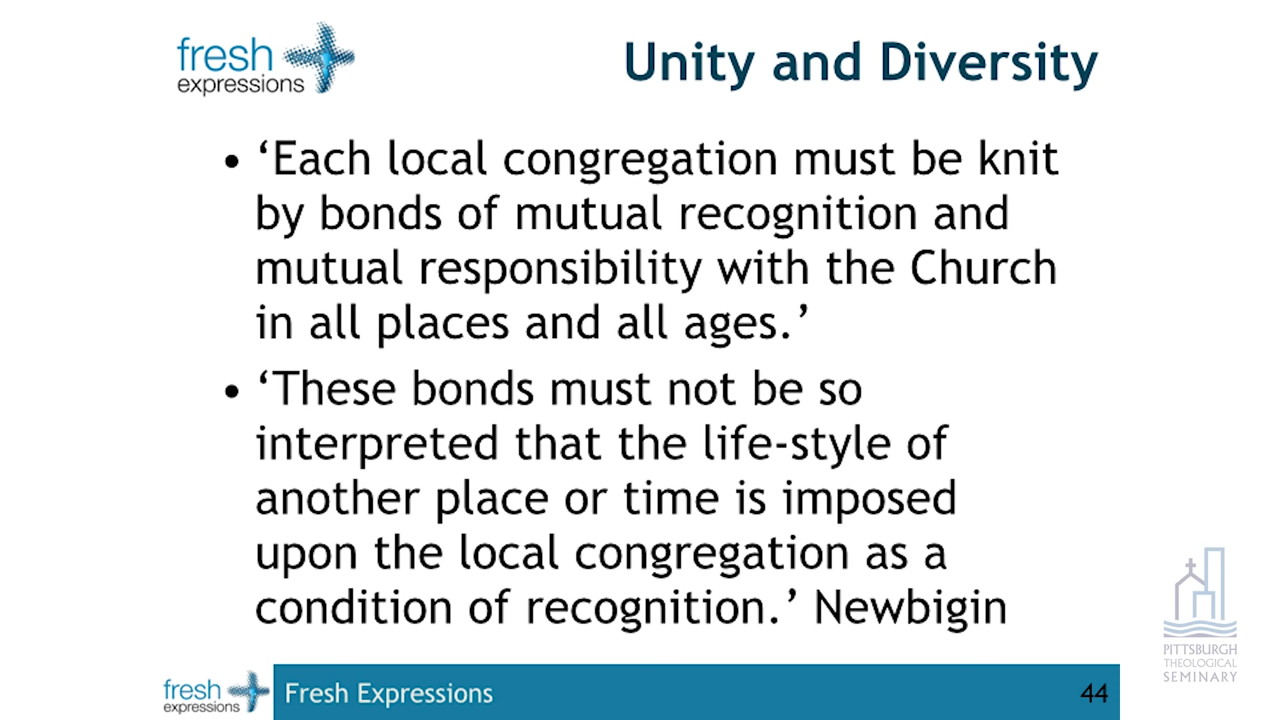 fresh
expressions
Unity and Diversity
• ‘Each local congregation must be knit
by bonds of mutual recognition and
mutual responsibility with the Church
in all places and all ages.’
• ‘These bonds must not be so
interpreted that the life-style of
another place or time is imposed
upon the local congregation as a
condition of recognition.’ Newbigin
PITTSBURGH
THEOLOGICAL
SEMINARY
fresh
expressions
Fresh Expressions
44